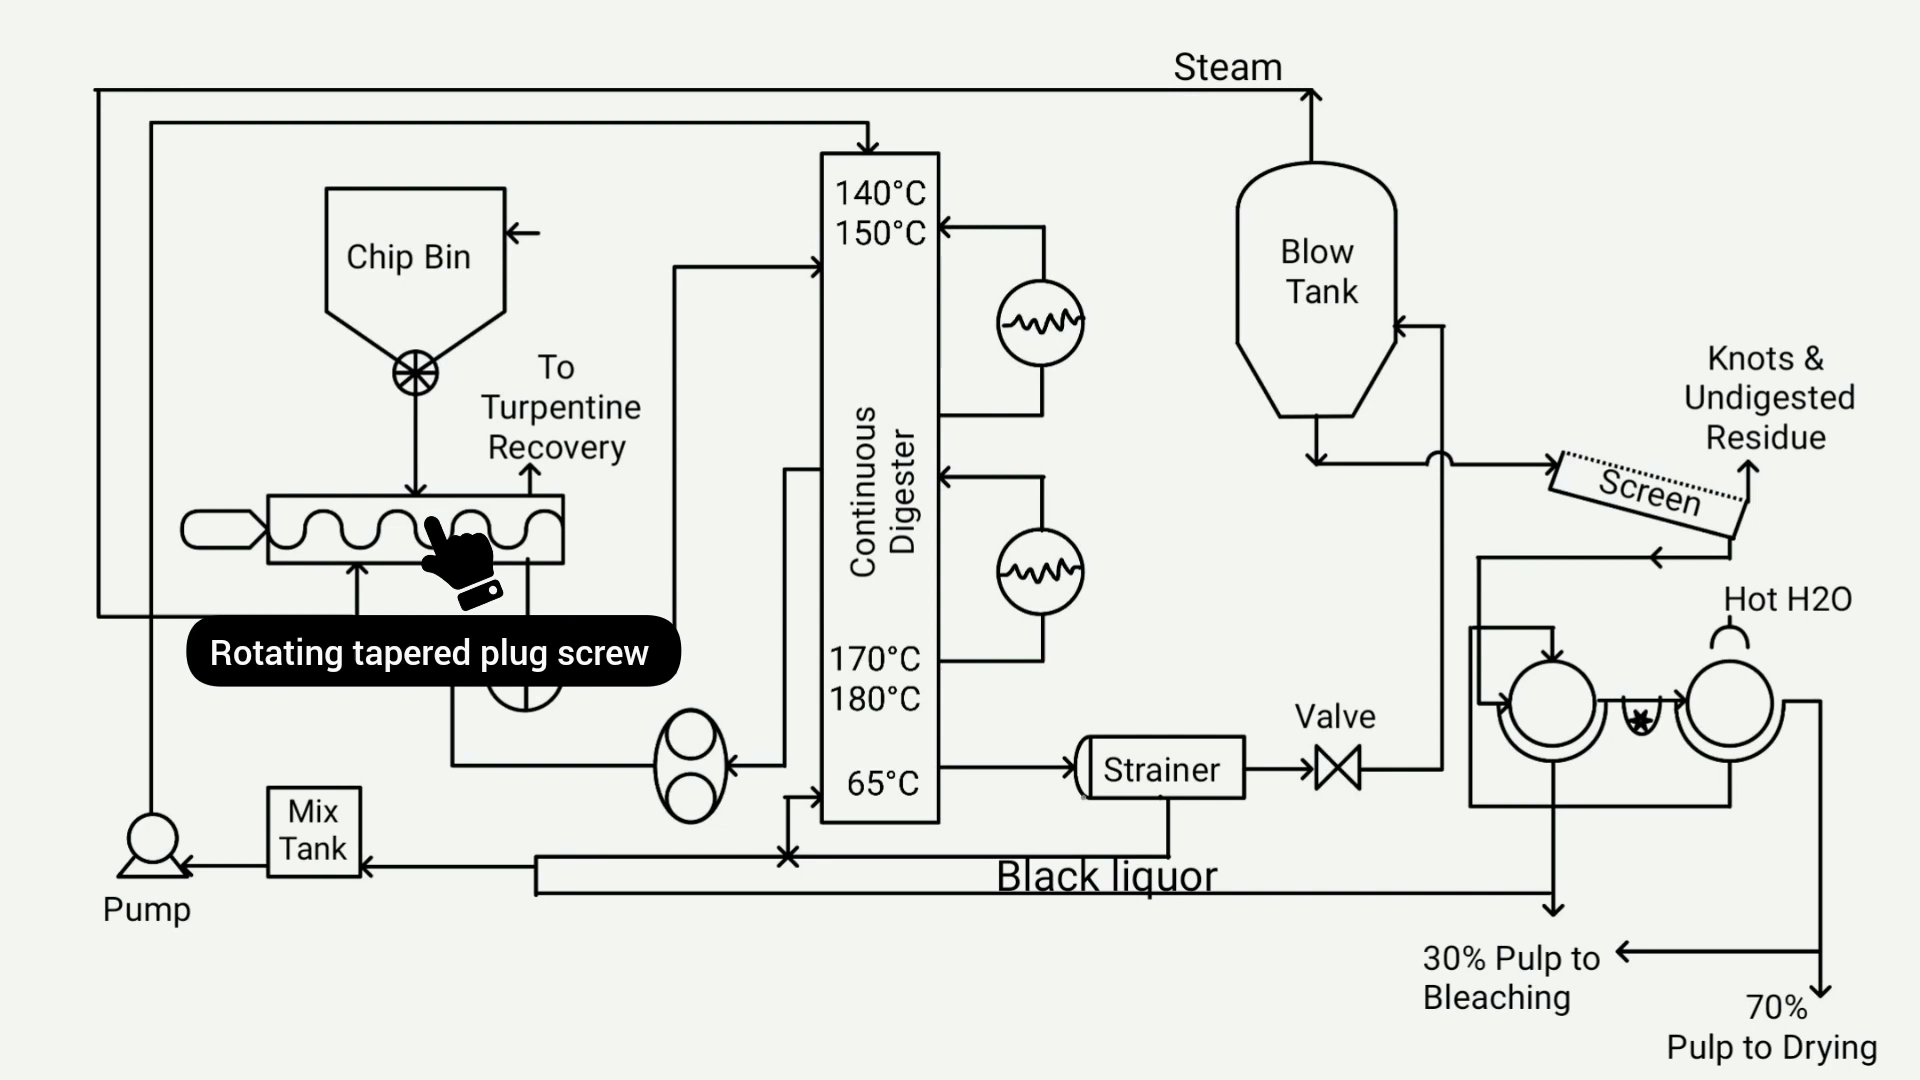 Steam
140°C
150°C
Chip Bin
Blow
Tank
To
Turpentine
Recovery
Knots &
Undigested
Residue
Continuous
Digester
Screen
Hot H2O
Rotating tapered plug screw
170°C
180°C
Valve
65°C
Strainer
Mix
Tank
Black liquor
Pump
30% Pulp to
Bleaching
70%
Pulp to Drying